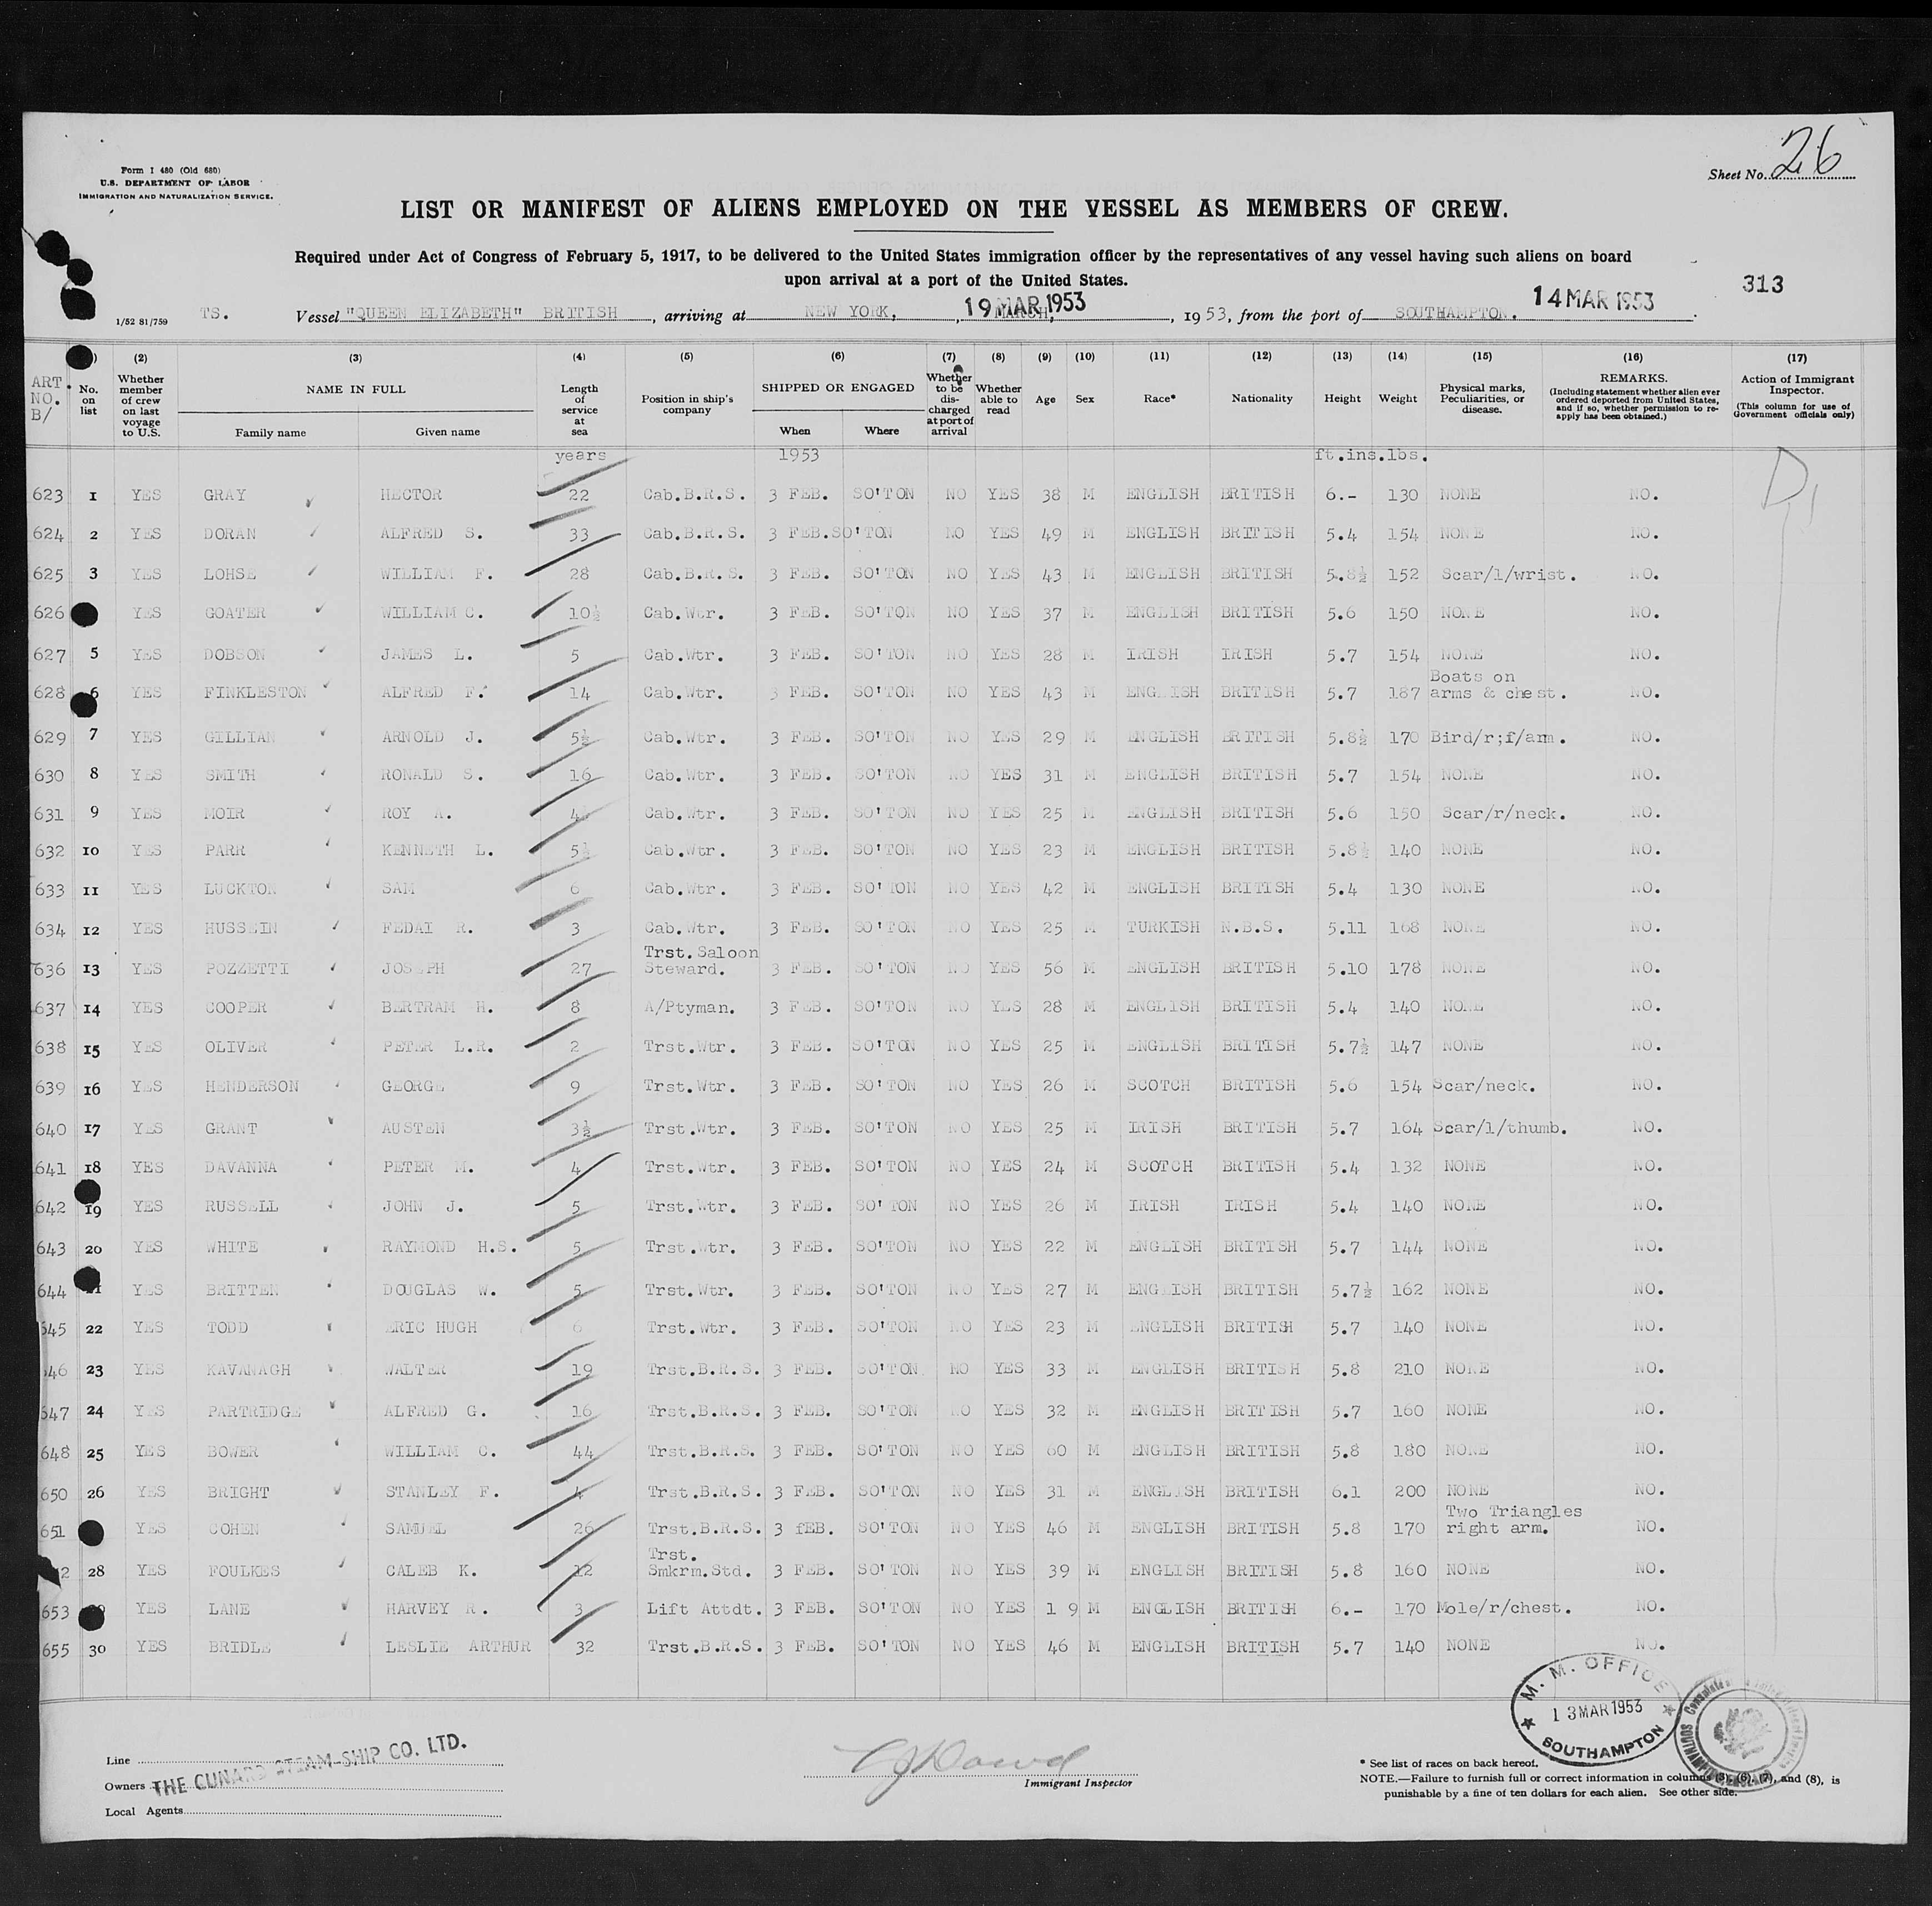 Form I 480 (Old 680)
U.S. DEPARTMENT OF LABOR
IMMIGRATION AND NATURALIZATION SERVICE.
Sheet No. 26
LIST OR MANIFEST OF ALIENS EMPLOYED ON THE VESSEL AS MEMBERS OF CREW.
Required under Act of Congress of February 5, 1917, to be delivered to the United States immigration officer by the representatives of any vessel having such aliens on board
upon arrival at a port of the United States.
313
1/52 81/759 TS. Vessel "QUEEN ELIZABETH" BRITISH, arriving at NEW YORK, 19 MAR 1953, 1953, from the port of SOUTHAMPTON. 14 MAR 1953
(2) (3) (4) (5) (6) (7) (8) (9) (10) (11) (12) (13) (14) (15) (16) (17)
ART. NO. B/ No. on list Whether member of crew on last voyage to U.S. NAME IN FULL Family name Given name Length of service at sea Position in ship's company SHIPPED OR ENGAGED When Where Whether to be discharged at port of arrival Whether able to read Age Sex Race* Nationality Height Weight Physical marks, Peculiarities, or disease. REMARKS. (Including statement whether alien ever ordered deported from United States, and if so, whether permission to re-apply has been obtained.) Action of Immigrant Inspector. (This column for use of Government officials only)
years 1953 ft.ins.lbs.
623 1 YES GRAY HECTOR 22 Cab.B.R.S. 3 FEB. SO'TON NO YES 38 M ENGLISH BRITISH 6.- 130 NONE NO.
624 2 YES DORAN ALFRED S. 33 Cab.B.R.S. 3 FEB.SO'TON NO YES 49 M ENGLISH BRITISH 5.4 154 NONE NO.
625 3 YES LOHSE WILLIAM F. 28 Cab.B.R.S. 3 FEB. SO'TON NO YES 43 M ENGLISH BRITISH 5.8½ 152 Scar/l/wrist. NO.
626 YES GOATER WILLIAM C. 10½ Cab.Wtr. 3 FEB. SO'TON NO YES 37 M ENGLISH BRITISH 5.6 150 NONE NO.
627 5 YES DOBSON JAMES L. 5 Cab.Wtr. 3 FEB. SO'TON NO YES 28 M IRISH IRISH 5.7 154 NONE NO.
628 6 YES FINKLESTON ALFRED F. 14 Cab.Wtr. 3 FEB. SO'TON NO YES 43 M ENGLISH BRITISH 5.7 187 Boats on arms & chest. NO.
629 7 YES GILLIAN ARNOLD J. 5½ Cab.Wtr. 3 FEB. SO'TON NO YES 29 M ENGLISH BRITISH 5.8½ 170 Bird/r;f/arm. NO.
630 8 YES SMITH RONALD S. 16 Cab.Wtr. 3 FEB. SO'TON NO YES 31 M ENGLISH BRITISH 5.7 154 NONE NO.
631 9 YES MOIR ROY A. Cab.Wtr. 3 FEB. SO'TON NO YES 25 M ENGLISH BRITISH 5.6 150 Scar/r/neck. NO.
632 10 YES PARR KENNETH L. Cab.Wtr. 3 FEB. SO'TON NO YES 23 M ENGLISH BRITISH 5.8½ 140 NONE NO.
633 11 YES LUCKTON SAM 6 Cab.Wtr. 3 FEB. SO'TON NO YES 42 M ENGLISH BRITISH 5.4 130 NONE NO.
634 12 YES HUSSEIN FEDAI R. 3 Cab.Wtr. 3 FEB. SO'TON NO YES 25 M TURKISH N.B.S. 5.11 168 NONE NO.
636 13 YES POZZETTI JOSEPH 27 Trst.Saloon Steward. 3 FEB. SO'TON NO YES 56 M ENGLISH BRITISH 5.10 178 NONE NO.
637 14 YES COOPER BERTRAM H. 8 A/Ptyman. 3 FEB. SO'TON NO YES 28 M ENGLISH BRITISH 5.4 140 NONE NO.
638 15 YES OLIVER PETER L.R. 2 Trst.Wtr. 3 FEB. SO'TON NO YES 25 M ENGLISH BRITISH 5.7½ 147 NONE NO.
639 16 YES HENDERSON GEORGE 9 Trst.Wtr. 3 FEB. SO'TON NO YES 26 M SCOTCH BRITISH 5.6 154 Scar/neck. NO.
640 17 YES GRANT AUSTEN 3½ Trst.Wtr. 3 FEB. SO'TON NO YES 25 M IRISH BRITISH 5.7 164 Scar/l/thumb. NO.
641 18 YES DAVANNA PETER M. 4 Trst.Wtr. 3 FEB. SO'TON NO YES 24 M SCOTCH BRITISH 5.4 132 NONE NO.
642 19 YES RUSSELL JOHN J. 5 Trst.Wtr. 3 FEB. SO'TON NO YES 26 M IRISH IRISH 5.4 140 NONE NO.
643 20 YES WHITE RAYMOND H.S. 5 Trst.Wtr. 3 FEB. SO'TON NO YES 22 M ENGLISH BRITISH 5.7 144 NONE NO.
644 YES BRITTEN DOUGLAS W. 5 Trst.Wtr. 3 FEB. SO'TON NO YES 27 M ENGLISH BRITISH 5.7½ 162 NONE NO.
645 22 YES TODD ERIC HUGH 6 Trst.Wtr. 3 FEB. SO'TON NO YES 23 M ENGLISH BRITISH 5.7 140 NONE NO.
646 23 YES KAVANAGH WALTER 19 Trst.B.R.S. 3 FEB. SO'TON NO YES 33 M ENGLISH BRITISH 5.8 210 NONE NO.
647 24 YES PARTRIDGE ALFRED G. 16 Trst.B.R.S. 3 FEB. SO'TON NO YES 32 M ENGLISH BRITISH 5.7 160 NONE NO.
648 25 YES BOWER WILLIAM C. 44 Trst.B.R.S. 3 FEB. SO'TON NO YES 60 M ENGLISH BRITISH 5.8 180 NONE NO.
650 26 YES BRIGHT STANLEY F. 4 Trst.B.R.S. 3 FEB. SO'TON NO YES 31 M ENGLISH BRITISH 6.1 200 NONE NO.
651 YES COHEN SAMUEL 26 Trst.B.R.S. 3 fEB. SO'TON NO YES 46 M ENGLISH BRITISH 5.8 170 Two Triangles right arm. NO.
2 28 YES FOULKES CALEB K. 12 Trst. Smkrm.Std. 3 FEB. SO'TON NO YES 39 M ENGLISH BRITISH 5.8 160 NONE NO.
653 YES LANE HARVEY R. 3 Lift Attdt. 3 FEB. SO'TON NO YES 1 9 M ENGLISH BRITISH 6.- 170 Mole/r/chest. NO.
655 30 YES BRIDLE LESLIE ARTHUR 32 Trst.B.R.S. 3 FEB. SO'TON NO YES 46 M ENGLISH BRITISH 5.7 140 NONE NO.
M. M. OFFICE
13 MAR 1953
SOUTHAMPTON
Line
Owners THE CUNARD STEAM-SHIP CO. LTD.
Local Agents
Immigrant Inspector
* See list of races on back hereof.
NOTE.—Failure to furnish full or correct information in columns (3), (6), (7), and (8), is
punishable by a fine of ten dollars for each alien. See other side.